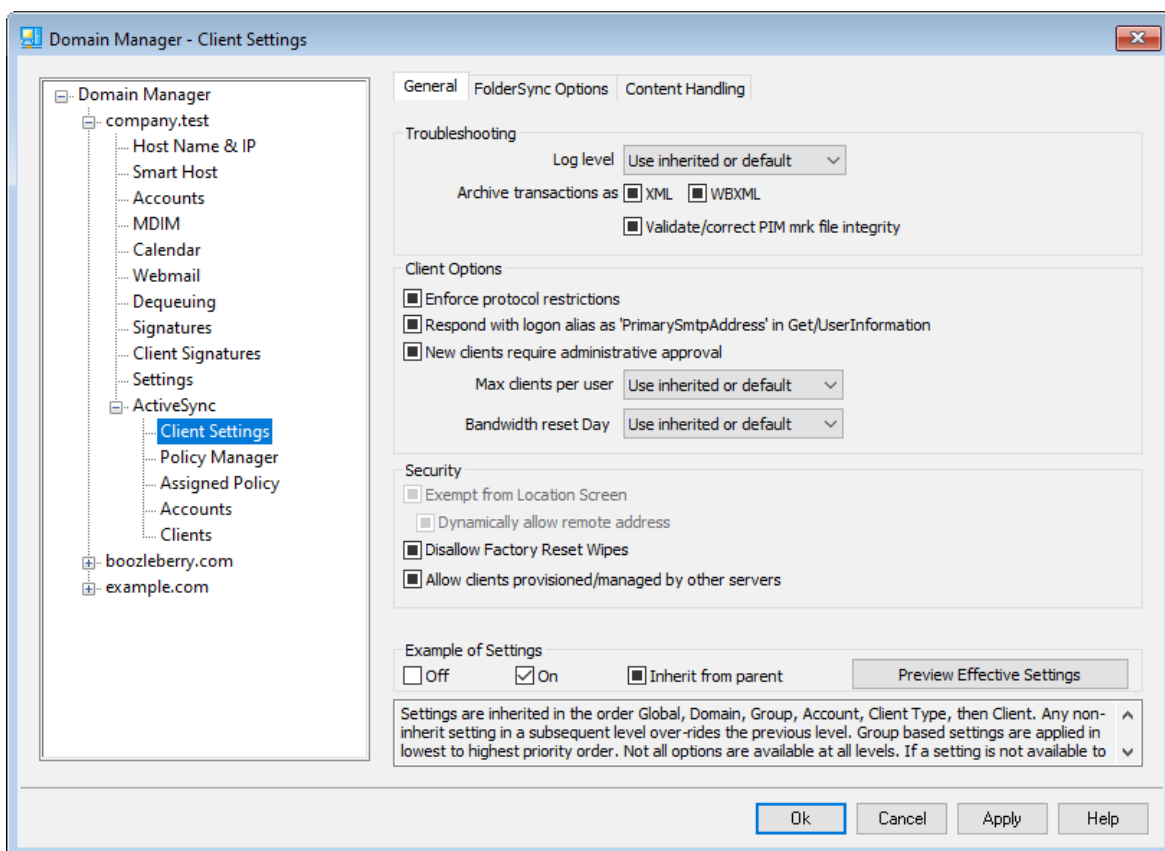 Domain Manager - Client Settings
Domain Manager
company.test
Host Name & IP
Smart Host
Accounts
MDIM
Calendar
Webmail
Dequeuing
Signatures
Client Signatures
Settings
ActiveSync
Client Settings
Policy Manager
Assigned Policy
Accounts
Clients
boozleberry.com
example.com
General FolderSync Options Content Handling
Troubleshooting
Log level Use inherited or default
Archive transactions as XML WBXML
Validate/correct PIM mrk file integrity
Client Options
Enforce protocol restrictions
Respond with logon alias as 'PrimarySmtpAddress' in Get/UserInformation
New clients require administrative approval
Max clients per user Use inherited or default
Bandwidth reset Day Use inherited or default
Security
Exempt from Location Screen
Dynamically allow remote address
Disallow Factory Reset Wipes
Allow clients provisioned/managed by other servers
Example of Settings
Off On Inherit from parent Preview Effective Settings
Settings are inherited in the order Global, Domain, Group, Account, Client Type, then Client. Any non-
inherit setting in a subsequent level over-rides the previous level. Group based settings are applied in
lowest to highest priority order. Not all options are available at all levels. If a setting is not available to
Ok Cancel Apply Help